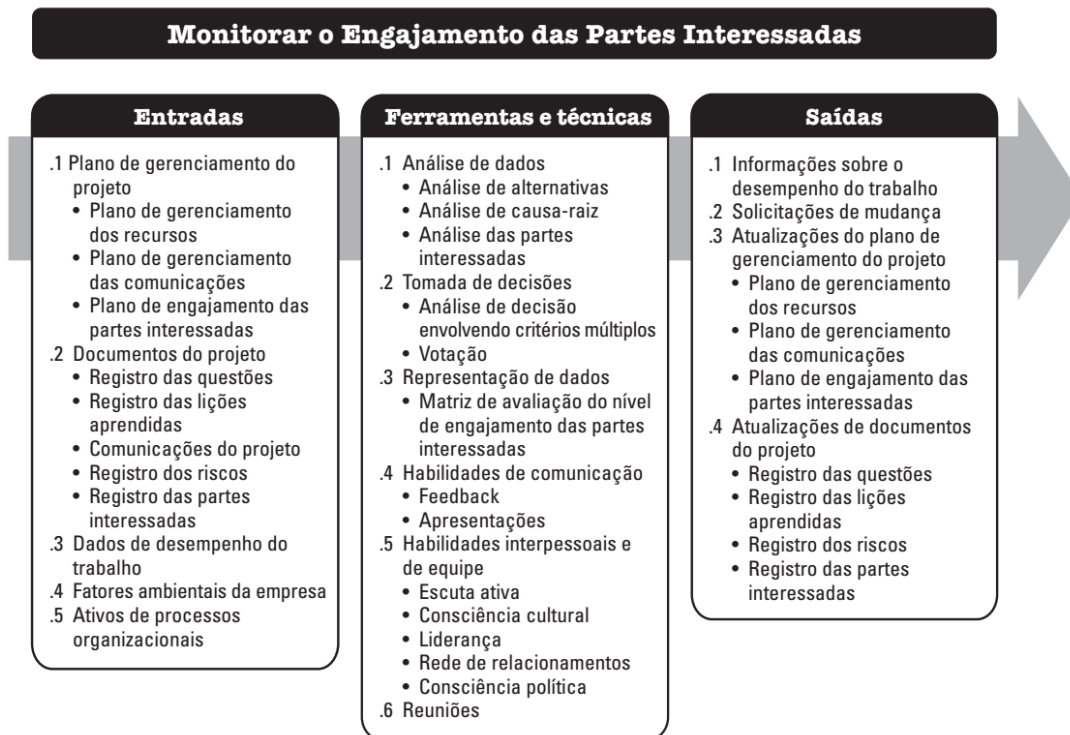 Monitorar o Engajamento das Partes Interessadas
Entradas
.1 Plano de gerenciamento do
projeto
• Plano de gerenciamento
dos recursos
• Plano de gerenciamento
das comunicações
• Plano de engajamento das
partes interessadas
.2 Documentos do projeto
• Registro das questões
• Registro das lições
aprendidas
• Comunicações do projeto
• Registro dos riscos
• Registro das partes
interessadas
.3 Dados de desempenho do
trabalho
.4 Fatores ambientais da empresa
.5 Ativos de processos
organizacionais
Ferramentas e técnicas
.1 Análise de dados
• Análise de alternativas
• Análise de causa-raiz
• Análise das partes
interessadas
.2 Tomada de decisões
• Análise de decisão
envolvendo critérios múltiplos
• Votação
.3 Representação de dados
• Matriz de avaliação do nível
de engajamento das partes
interessadas
.4 Habilidades de comunicação
• Feedback
• Apresentações
.5 Habilidades interpessoais e
de equipe
• Escuta ativa
• Consciência cultural
• Liderança
• Rede de relacionamentos
• Consciência política
.6 Reuniões
Saídas
.1 Informações sobre o
desempenho do trabalho
.2 Solicitações de mudança
.3 Atualizações do plano de
gerenciamento do projeto
• Plano de gerenciamento
dos recursos
• Plano de gerenciamento
das comunicações
• Plano de engajamento das
partes interessadas
.4 Atualizações de documentos
do projeto
• Registro das questões
• Registro das lições
aprendidas
• Registro dos riscos
• Registro das partes
interessadas